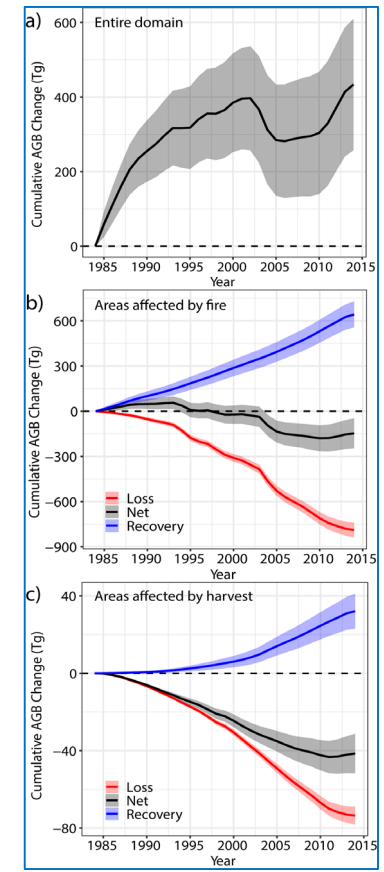 a)
Entire domain
Cumulative AGB Change (Tg)
600
400
200
0
1985 1990 1995 2000 2005 2010 2015
Year
b)
Areas affected by fire
Cumulative AGB Change (Tg)
600
300
0
−300
−600
−900
Loss
Net
Recovery
1985 1990 1995 2000 2005 2010 2015
Year
c)
Areas affected by harvest
Cumulative AGB Change (Tg)
40
0
−40
−80
Loss
Net
Recovery
1985 1990 1995 2000 2005 2010 2015
Year